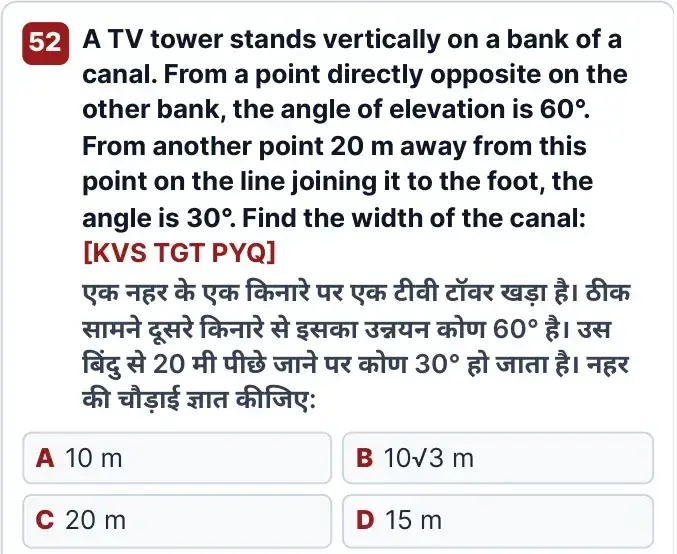 52 A TV tower stands vertically on a bank of a
canal. From a point directly opposite on the
other bank, the angle of elevation is 60°.
From another point 20 m away from this
point on the line joining it to the foot, the
angle is 30°. Find the width of the canal:
[KVS TGT PYQ]
एक नहर के एक किनारे पर एक टीवी टॉवर खड़ा है। ठीक
सामने दूसरे किनारे से इसका उन्नयन कोण 60° है। उस
बिंदु से 20 मी पीछे जाने पर कोण 30° हो जाता है। नहर
की चौड़ाई ज्ञात कीजिए:
A 10 m
B 10√3 m
C 20 m
D 15 m